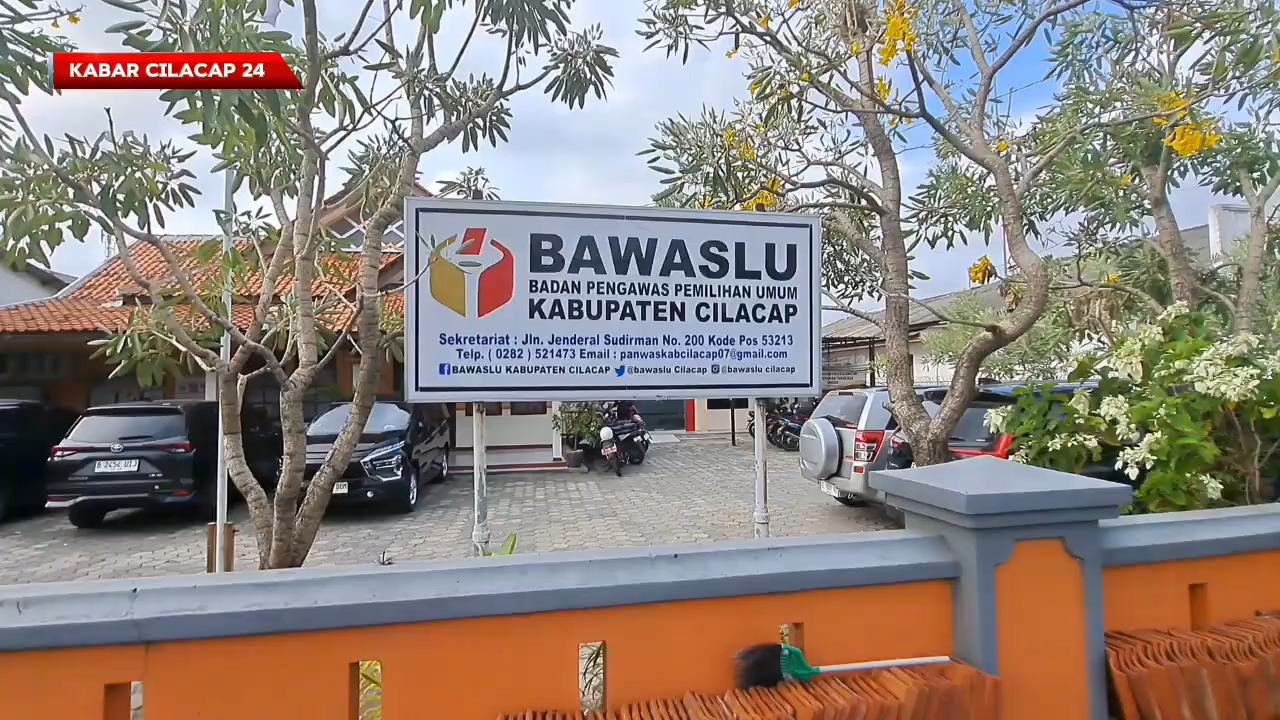 KABAR CILACAP 24
BAWASLU
BADAN PENGAWAS PEMILIHAN UMUM
KABUPATEN CILACAP
Sekretariat : Jln. Jenderal Sudirman No. 200 Kode Pos 53213
Telp. ( 0282 ) 521473 Email : panwaskabcilacap07@gmail.com
BAWASLU KABUPATEN CILACAP @bawaslu Cilacap @bawaslu cilacap